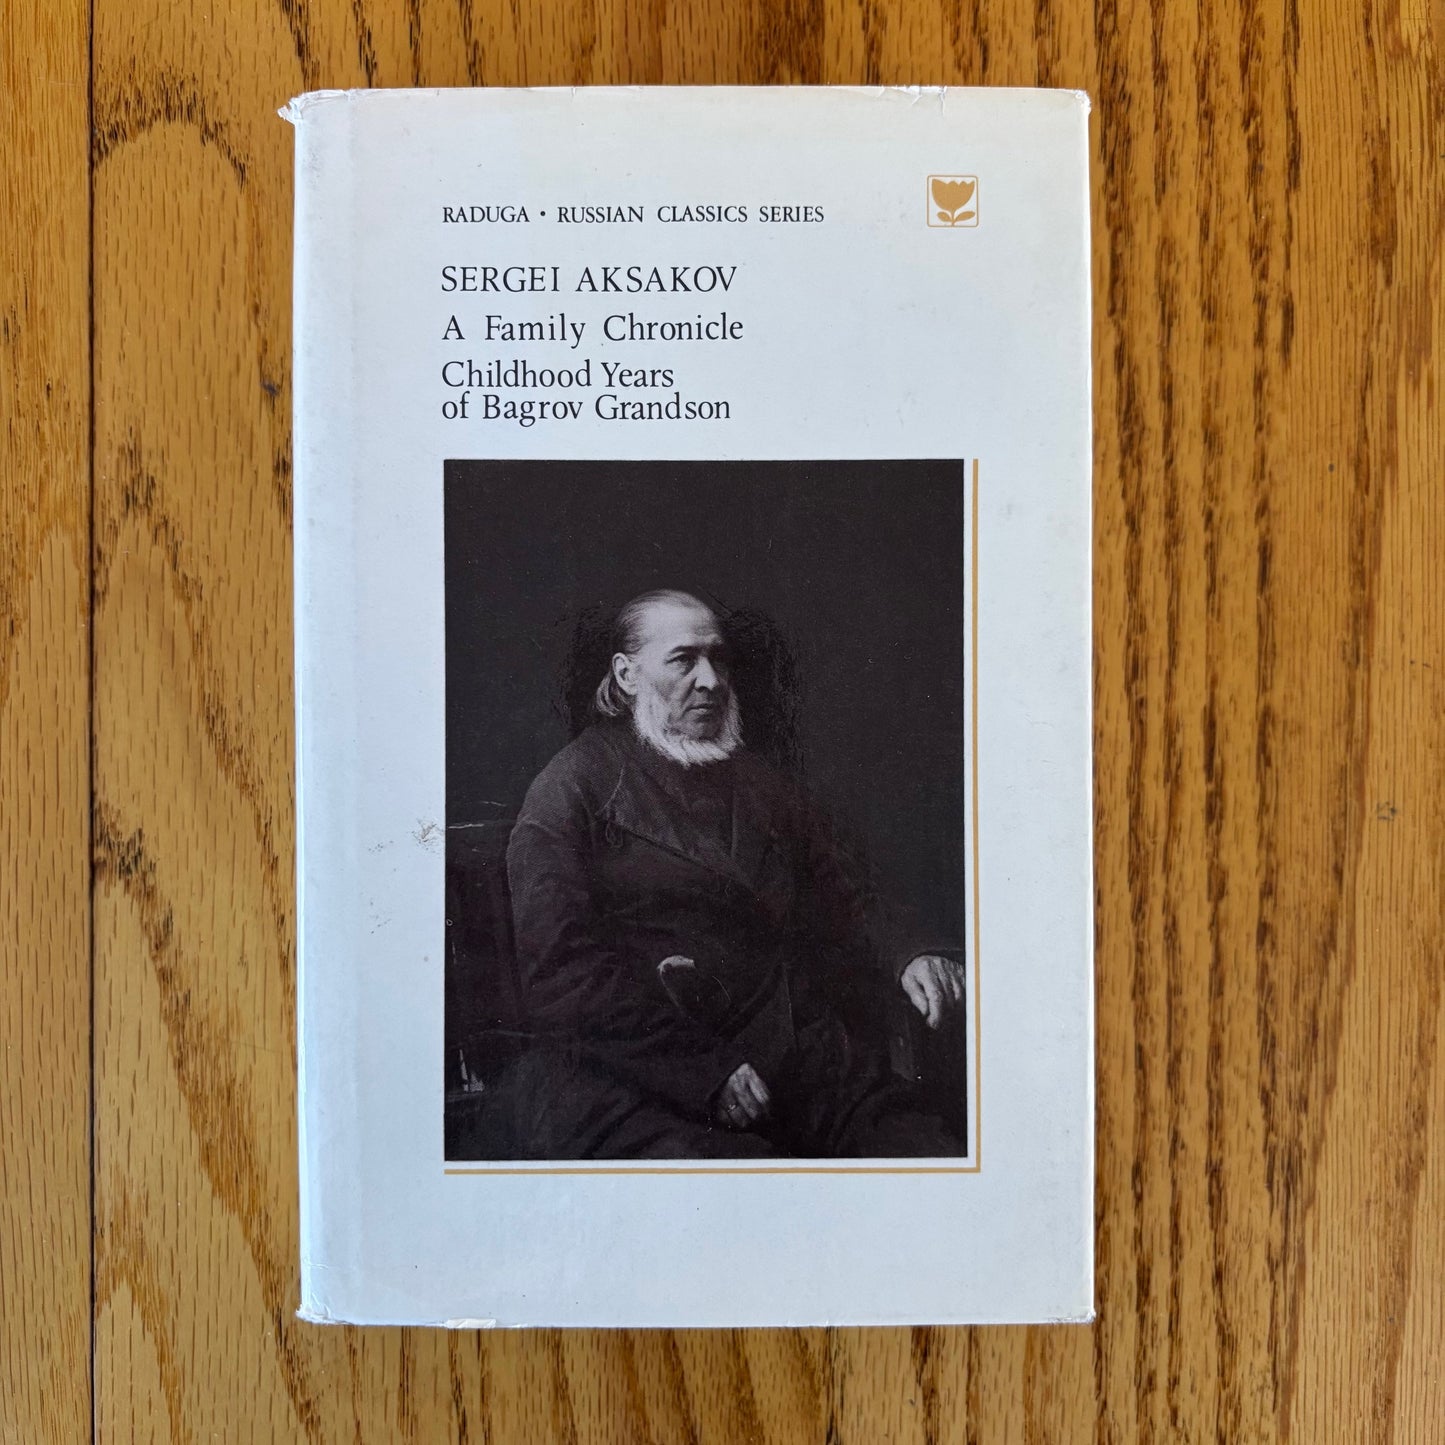 RADUGA • RUSSIAN CLASSICS SERIES
SERGEI AKSAKOV
A Family Chronicle
Childhood Years
of Bagrov Grandson